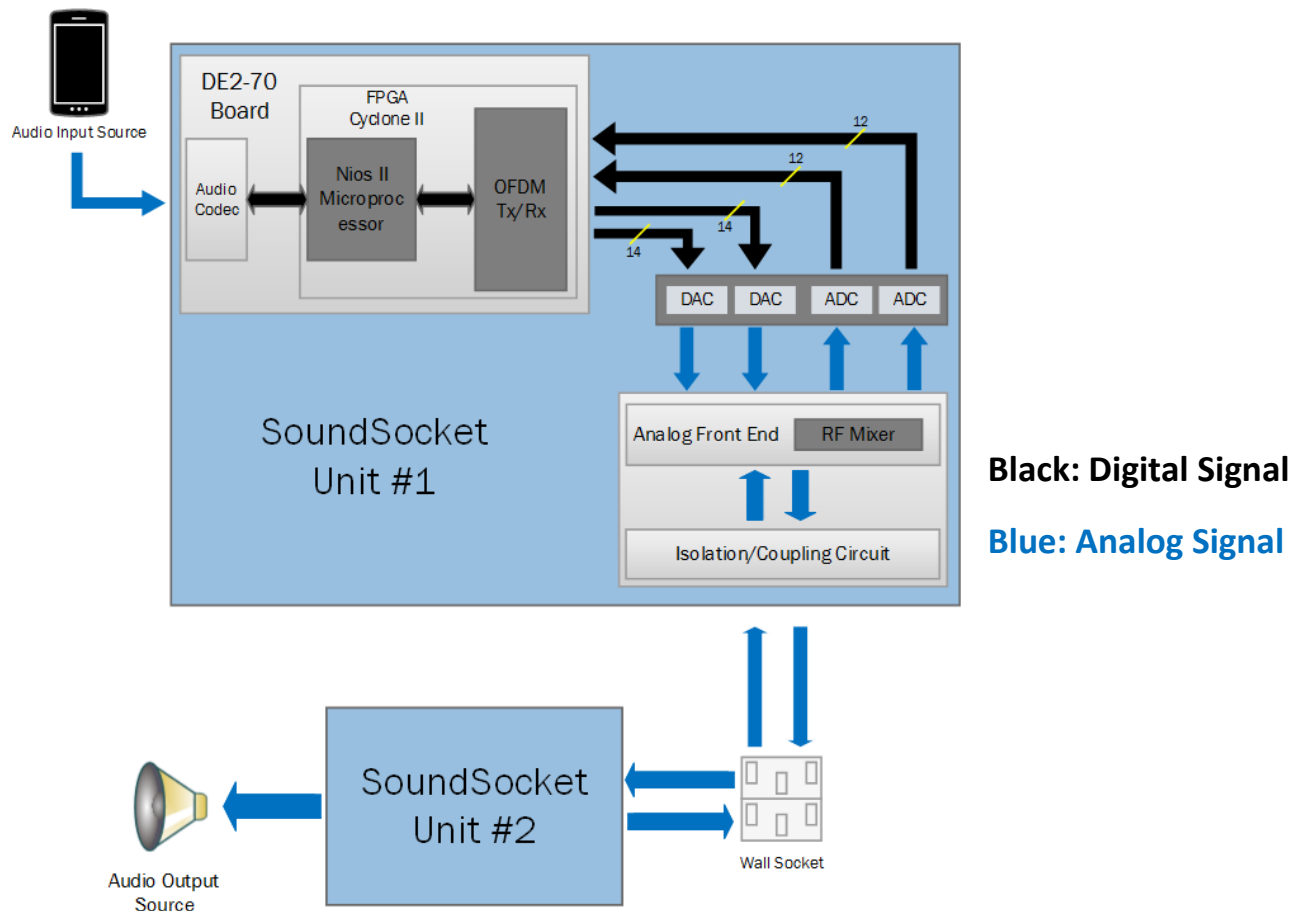 Audio Input Source
DE2-70
Board
FPGA
Cyclone II
Audio
Codec
Nios II
Microproc
essor
OFDM
Tx/Rx
12
12
14
14
DAC
DAC
ADC
ADC
Analog Front End
RF Mixer
Isolation/Coupling Circuit
SoundSocket
Unit #1
Black: Digital Signal
Blue: Analog Signal
SoundSocket
Unit #2
Wall Socket
Audio Output
Source